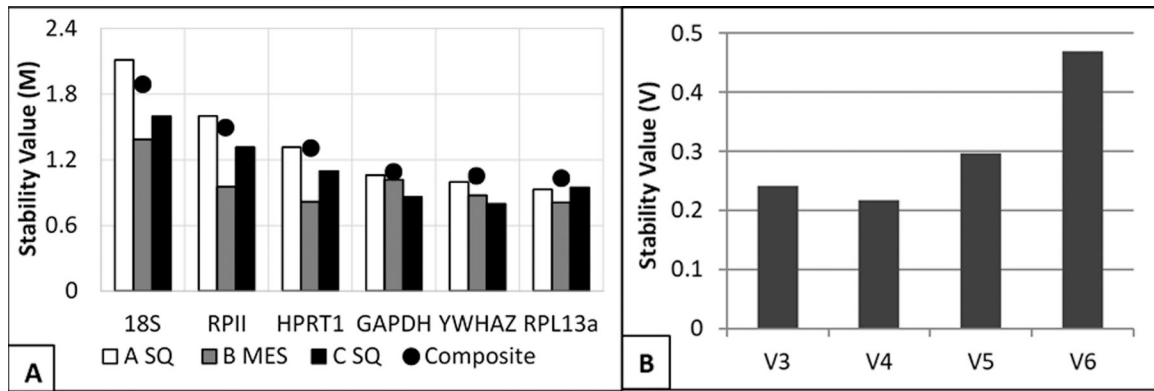 Stability Value (M)
2.4
1.8
1.2
0.6
0
18S RPII HPRT1 GAPDH YWHAZ RPL13a
A SQ B MES C SQ Composite
A
Stability Value (V)
0.5
0.4
0.3
0.2
0.1
0
V3 V4 V5 V6
B